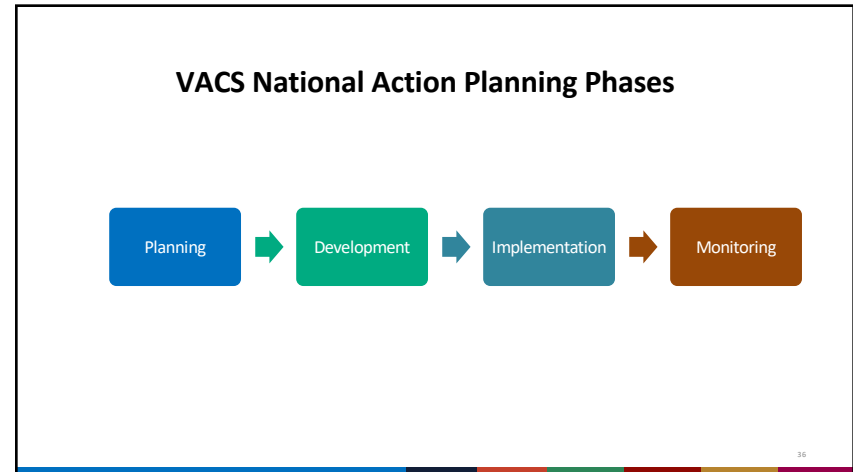 VACS National Action Planning Phases
Planning
Development
Implementation
Monitoring
36